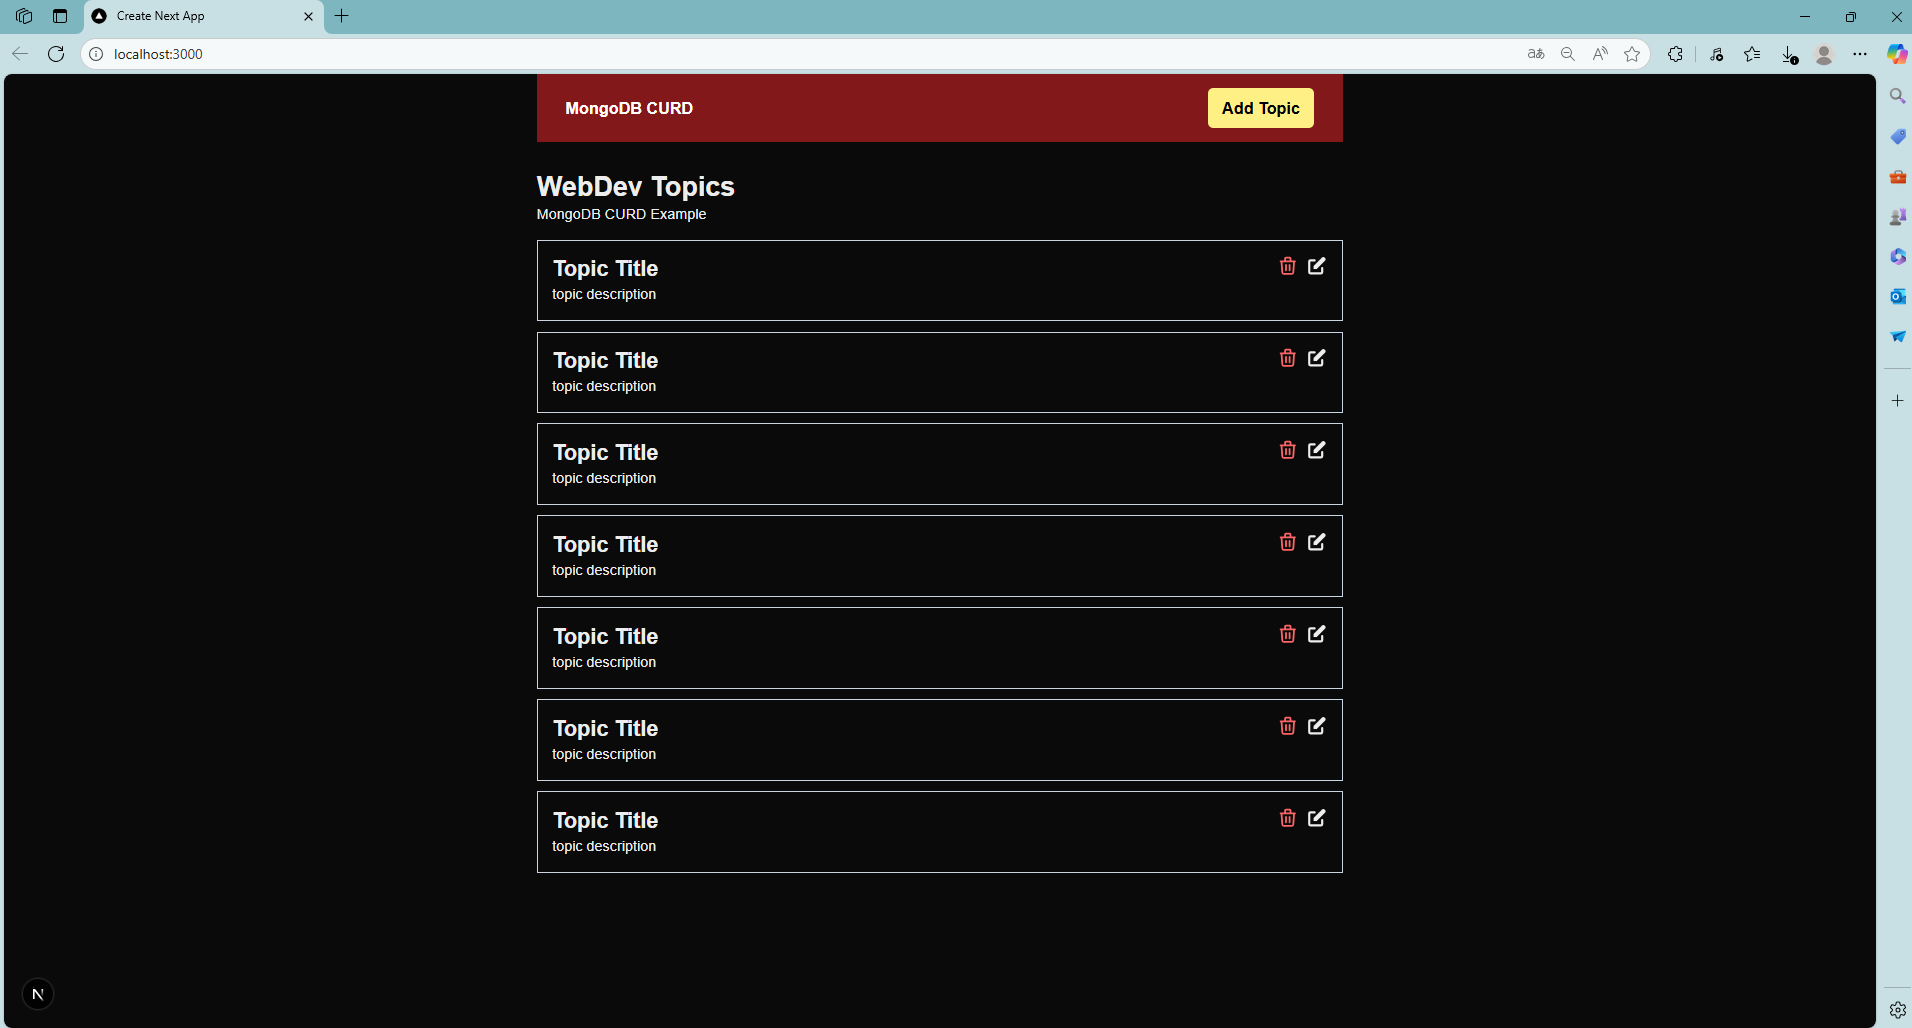 Create Next App
localhost:3000
MongoDB CURD
Add Topic
WebDev Topics
MongoDB CURD Example
Topic Title
topic description
Topic Title
topic description
Topic Title
topic description
Topic Title
topic description
Topic Title
topic description
Topic Title
topic description
Topic Title
topic description
N